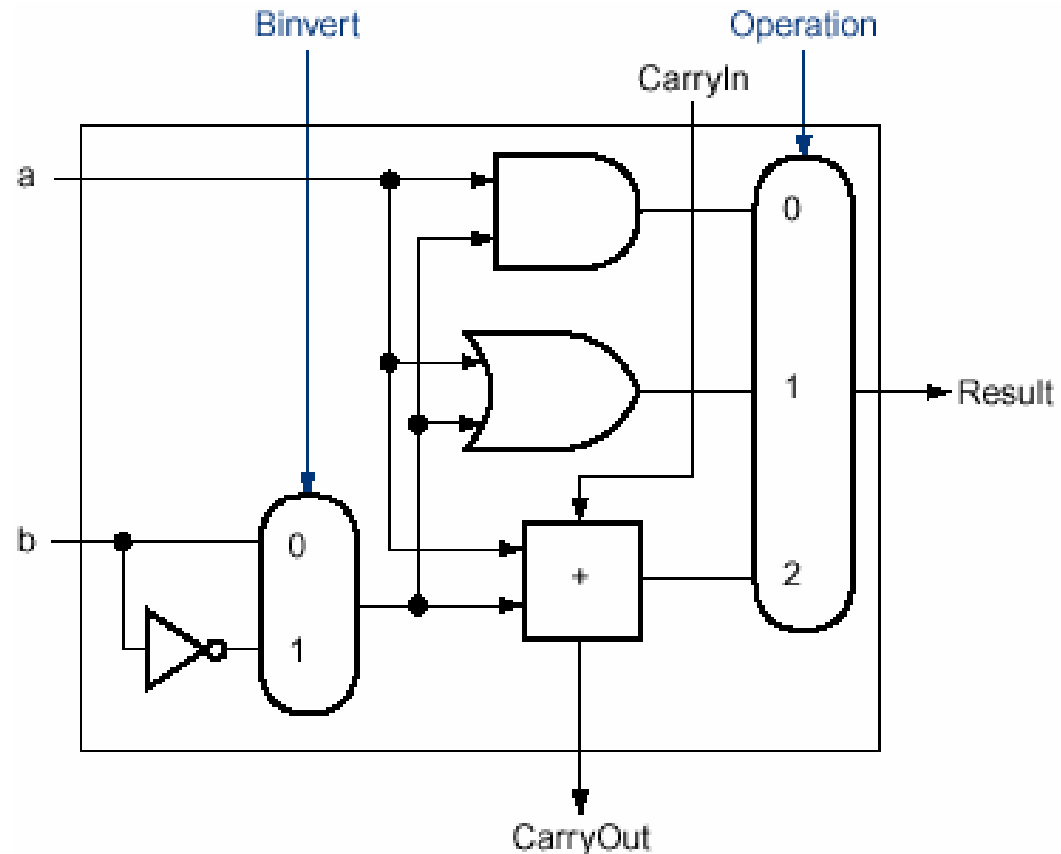 Binvert
Operation
CarryIn
a
0
1
Result
b
0
+
2
1
CarryOut